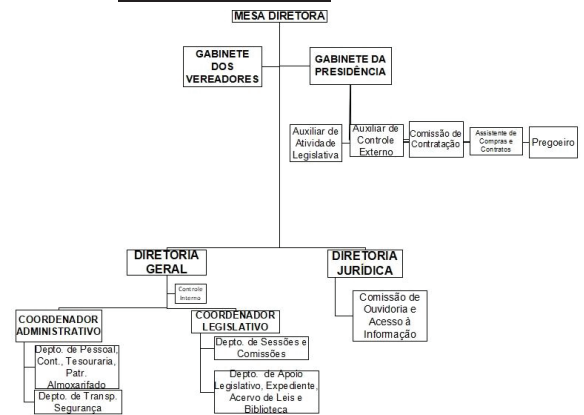 MESA DIRETORA
GABINETE
DOS
VEREADORES
GABINETE DA
PRESIDÊNCIA
Auxiliar de
Atividade
Legislativa
Auxiliar de
Controle
Externo
Comissão de
Contratação
Assistente de
Compras e
Contratos
Pregoeiro
DIRETORIA
GERAL
DIRETORIA
JURÍDICA
Controle
Interno
COORDENADOR
ADMINISTRATIVO
COORDENADOR
LEGISLATIVO
Comissão de
Ouvidoria e
Acesso à
Informação
Depto. de Pessoal,
Cont., Tesouraria,
Patr.
Almoxarifado
Depto. de Transp.
Segurança
Depto. de Sessões e
Comissões
Depto. de Apoio
Legislativo, Expediente,
Acervo de Leis e
Biblioteca